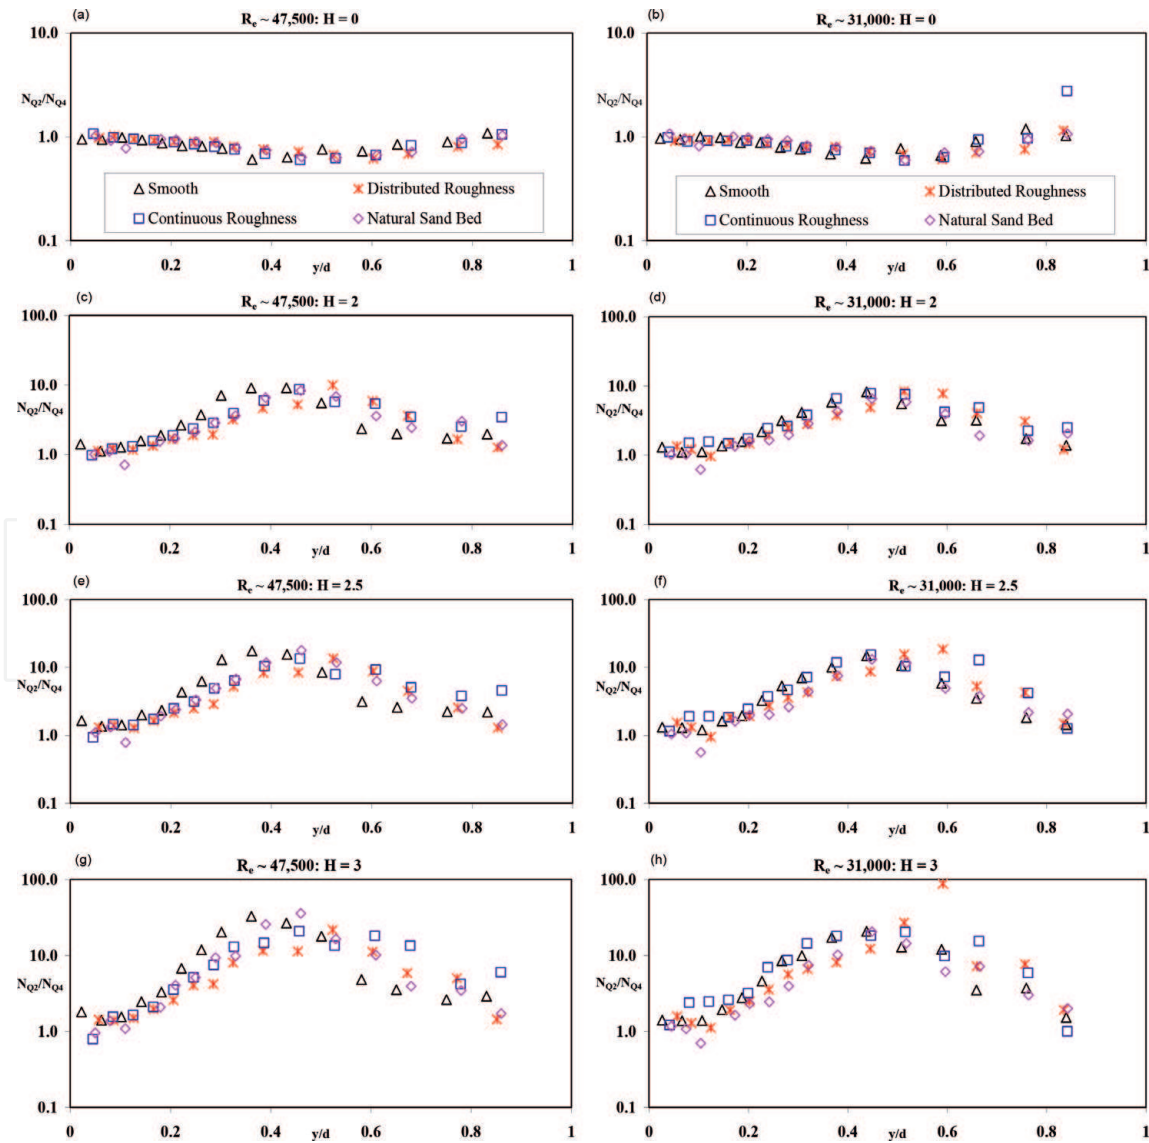 (a) Re ~ 47,500: H = 0
10.0
NQ2/NQ4
1.0
0.1
△ Smooth Distributed Roughness
Continuous Roughness Natural Sand Bed
0 0.2 0.4 0.6 0.8 1
y/d
(b) Re ~ 31,000: H = 0
10.0
NQ2/NQ4
1.0
0.1
△ Smooth Distributed Roughness
Continuous Roughness Natural Sand Bed
0 0.2 0.4 0.6 0.8 1
y/d
(c) Re ~ 47,500: H = 2
100.0
10.0
NQ2/NQ4
1.0
0.1
0 0.2 0.4 0.6 0.8 1
y/d
(d) Re ~ 31,000: H = 2
100.0
10.0
NQ2/NQ4
1.0
0.1
0 0.2 0.4 0.6 0.8 1
y/d
(e) Re ~ 47,500: H = 2.5
100.0
10.0
NQ2/NQ4
1.0
0.1
0 0.2 0.4 0.6 0.8 1
y/d
(f) Re ~ 31,000: H = 2.5
100.0
10.0
NQ2/NQ4
1.0
0.1
0 0.2 0.4 0.6 0.8 1
y/d
(g) Re ~ 47,500: H = 3
100.0
NQ2/NQ4
10.0
1.0
0.1
0 0.2 0.4 0.6 0.8 1
y/d
(h) Re ~ 31,000: H = 3
100.0
NQ2/NQ4
10.0
1.0
0.1
0 0.2 0.4 0.6 0.8 1
y/d